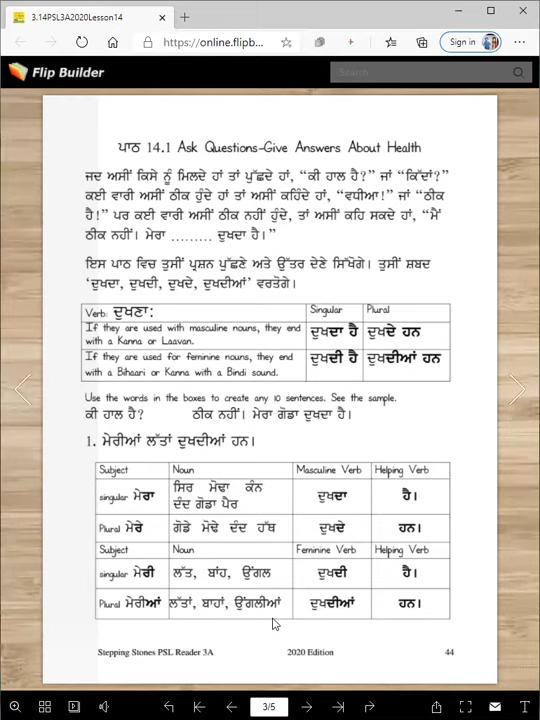 3.14PSL3A2020Lesson14
https://online.flipb...
Sign in
Flip Builder
Search
ਪਾਠ 14.1 Ask Questions-Give Answers About Health
ਜਦ ਅਸੀਂ ਕਿਸੇ ਨੂੰ ਮਿਲਦੇ ਹਾਂ ਤਾਂ ਪੁੱਛਦੇ ਹਾਂ, “ਕੀ ਹਾਲ ਹੈ?” ਜਾਂ “ਕਿੱਦਾਂ?”
ਕਈ ਵਾਰੀ ਅਸੀਂ ਠੀਕ ਹੁੰਦੇ ਹਾਂ ਤਾਂ ਅਸੀਂ ਕਹਿੰਦੇ ਹਾਂ, “ਵਧੀਆ!” ਜਾਂ “ਠੀਕ
ਹੈ!” ਪਰ ਕਈ ਵਾਰੀ ਅਸੀਂ ਠੀਕ ਨਹੀਂ ਹੁੰਦੇ, ਤਾਂ ਅਸੀਂ ਕਹਿ ਸਕਦੇ ਹਾਂ, “ਮੈਂ
ਠੀਕ ਨਹੀਂ। ਮੇਰਾ ......... ਦੁਖਦਾ ਹੈ।”
ਇਸ ਪਾਠ ਵਿਚ ਤੁਸੀਂ ਪ੍ਰਸ਼ਨ ਪੁੱਛਣੇ ਅਤੇ ਉੱਤਰ ਦੇਣੇ ਸਿੱਖੋਗੇ। ਤੁਸੀਂ ਸ਼ਬਦ
‘ਦੁਖਦਾ, ਦੁਖਦੀ, ਦੁਖਦੇ, ਦੁਖਦੀਆਂ’ ਵਰਤੋਗੇ।
Verb: ਦੁਖਣਾ: Singular Plural
If they are used with masculine nouns, they end
with a Kanna or Laavan. ਦੁਖਦਾ ਹੈ ਦੁਖਦੇ ਹਨ
If they are used for feminine nouns, they end
with a Bihaari or Kanna with a Bindi sound. ਦੁਖਦੀ ਹੈ ਦੁਖਦੀਆਂ ਹਨ
Use the words in the boxes to create any 10 sentences. See the sample.
ਕੀ ਹਾਲ ਹੈ? ਠੀਕ ਨਹੀਂ। ਮੇਰਾ ਗੋਡਾ ਦੁਖਦਾ ਹੈ।
1. ਮੇਰੀਆਂ ਲੱਤਾਂ ਦੁਖਦੀਆਂ ਹਨ।
Subject Noun Masculine Verb Helping Verb
singular ਮੇਰਾ ਸਿਰ ਮੋਢਾ ਕੰਨ
ਦੰਦ ਗੋਡਾ ਪੈਰ ਦੁਖਦਾ ਹੈ।
Plural ਮੇਰੇ ਗੋਡੇ ਮੋਢੇ ਦੰਦ ਹੱਥ ਦੁਖਦੇ ਹਨ।
Subject Noun Feminine Verb Helping Verb
singular ਮੇਰੀ ਲੱਤ, ਬਾਂਹ, ਉਂਗਲ ਦੁਖਦੀ ਹੈ।
Plural ਮੇਰੀਆਂ ਲੱਤਾਂ, ਬਾਹਾਂ, ਉਂਗਲੀਆਂ ਦੁਖਦੀਆਂ ਹਨ।
Stepping Stones PSL Reader 3A 2020 Edition 44
3/5